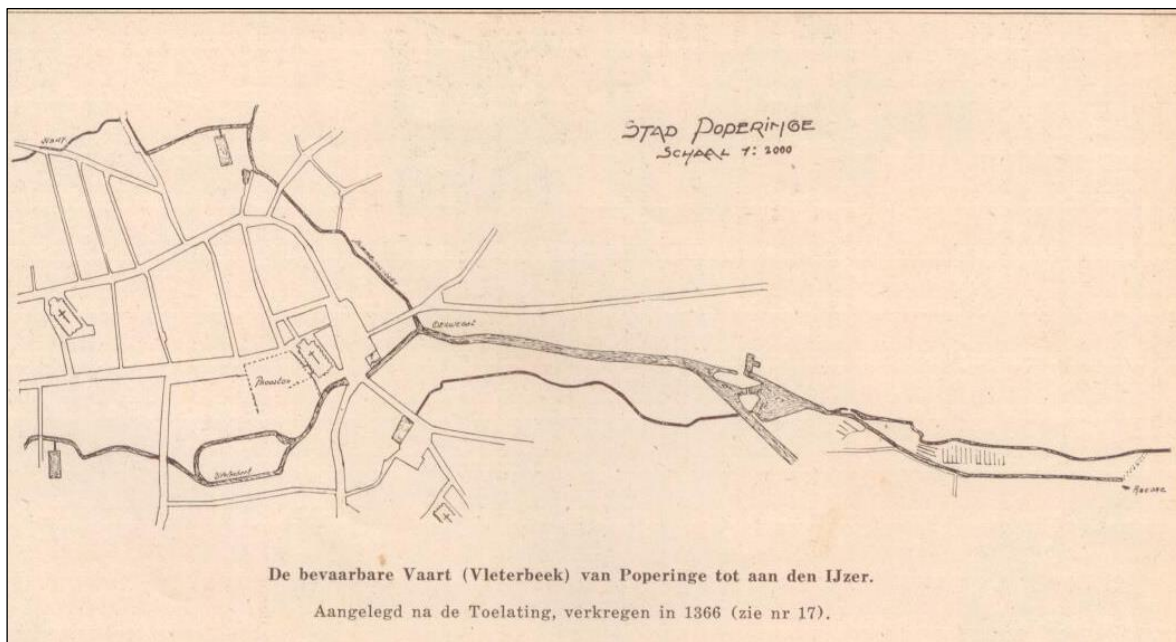 STAD POPERINGE
SCHAAL 1: 2000
De bevaarbare Vaart (Vleterbeek) van Poperinge tot aan den IJzer.
Aangelegd na de Toelating, verkregen in 1366 (zie nr 17).